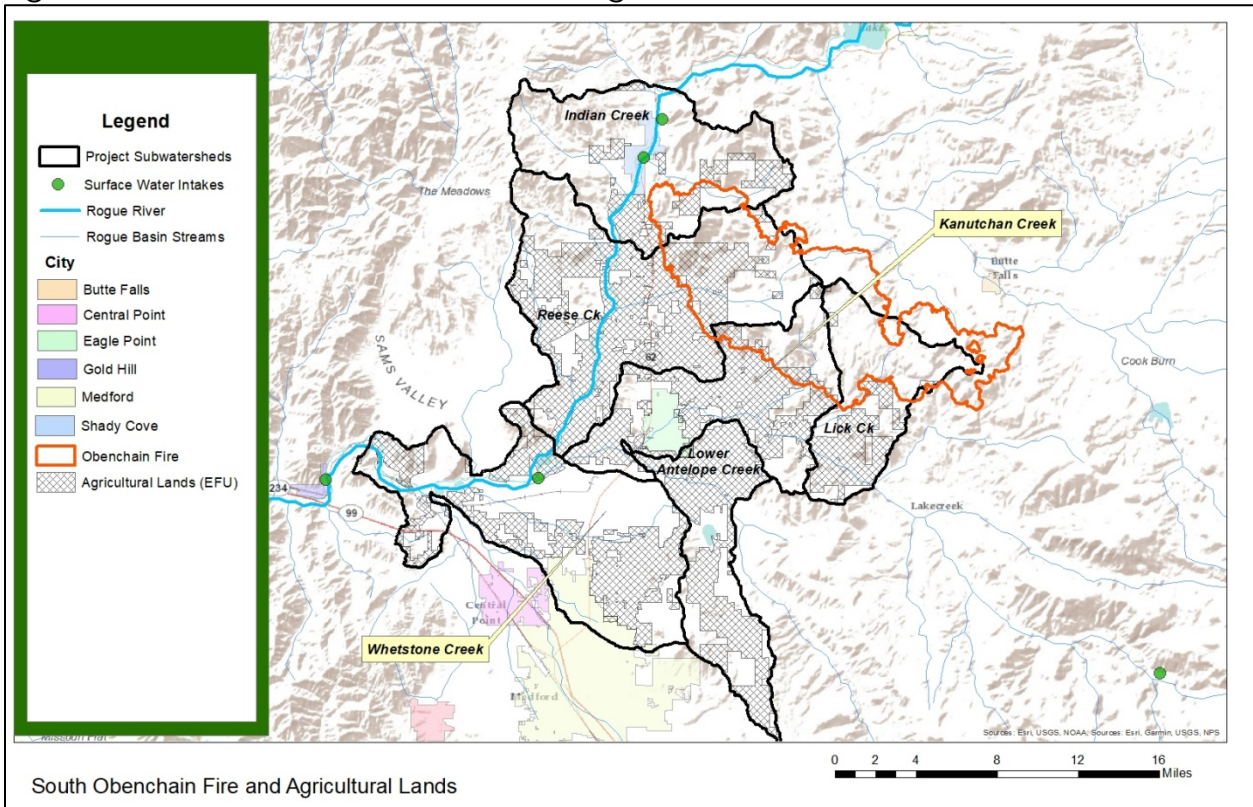 Legend
Project Subwatersheds
Surface Water Intakes
Rogue River
Rogue Basin Streams
City
Butte Falls
Central Point
Eagle Point
Gold Hill
Medford
Shady Cove
Obenchain Fire
Agricultural Lands (EFU)
Indian Creek
The Meadows
Kanutchan Creek
Butte
Falls
Reese Ck
62
SAMS VALLEY
Cook Burn
Lick Ck
Lower
Antelope Creek
234
99
Lakecreek
Central
Point
Whetstone Creek
Medford
Sources: Esri, USGS, NOAA, Sources: Esri, Garmin, USGS, NPS
South Obenchain Fire and Agricultural Lands
0 2 4 8 12 16
Miles